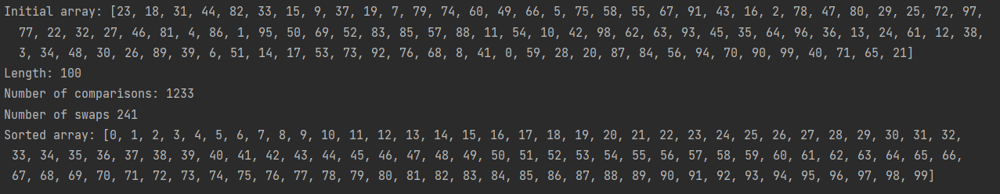 Initial array: [23, 18, 31, 44, 82, 33, 15, 9, 37, 19, 7, 79, 74, 60, 49, 66, 5, 75, 58, 55, 67, 91, 43, 16, 2, 78, 47, 80, 29, 25, 72, 97,
77, 22, 32, 27, 46, 81, 4, 86, 1, 95, 50, 69, 52, 83, 85, 57, 88, 11, 54, 10, 42, 98, 62, 63, 93, 45, 35, 64, 96, 36, 13, 24, 61, 12, 38,
3, 34, 48, 30, 26, 89, 39, 6, 51, 14, 17, 53, 73, 92, 76, 68, 8, 41, 0, 59, 28, 20, 87, 84, 56, 94, 70, 90, 99, 40, 71, 65, 21]
Length: 100
Number of comparisons: 1233
Number of swaps 241
Sorted array: [0, 1, 2, 3, 4, 5, 6, 7, 8, 9, 10, 11, 12, 13, 14, 15, 16, 17, 18, 19, 20, 21, 22, 23, 24, 25, 26, 27, 28, 29, 30, 31, 32,
33, 34, 35, 36, 37, 38, 39, 40, 41, 42, 43, 44, 45, 46, 47, 48, 49, 50, 51, 52, 53, 54, 55, 56, 57, 58, 59, 60, 61, 62, 63, 64, 65, 66,
67, 68, 69, 70, 71, 72, 73, 74, 75, 76, 77, 78, 79, 80, 81, 82, 83, 84, 85, 86, 87, 88, 89, 90, 91, 92, 93, 94, 95, 96, 97, 98, 99]